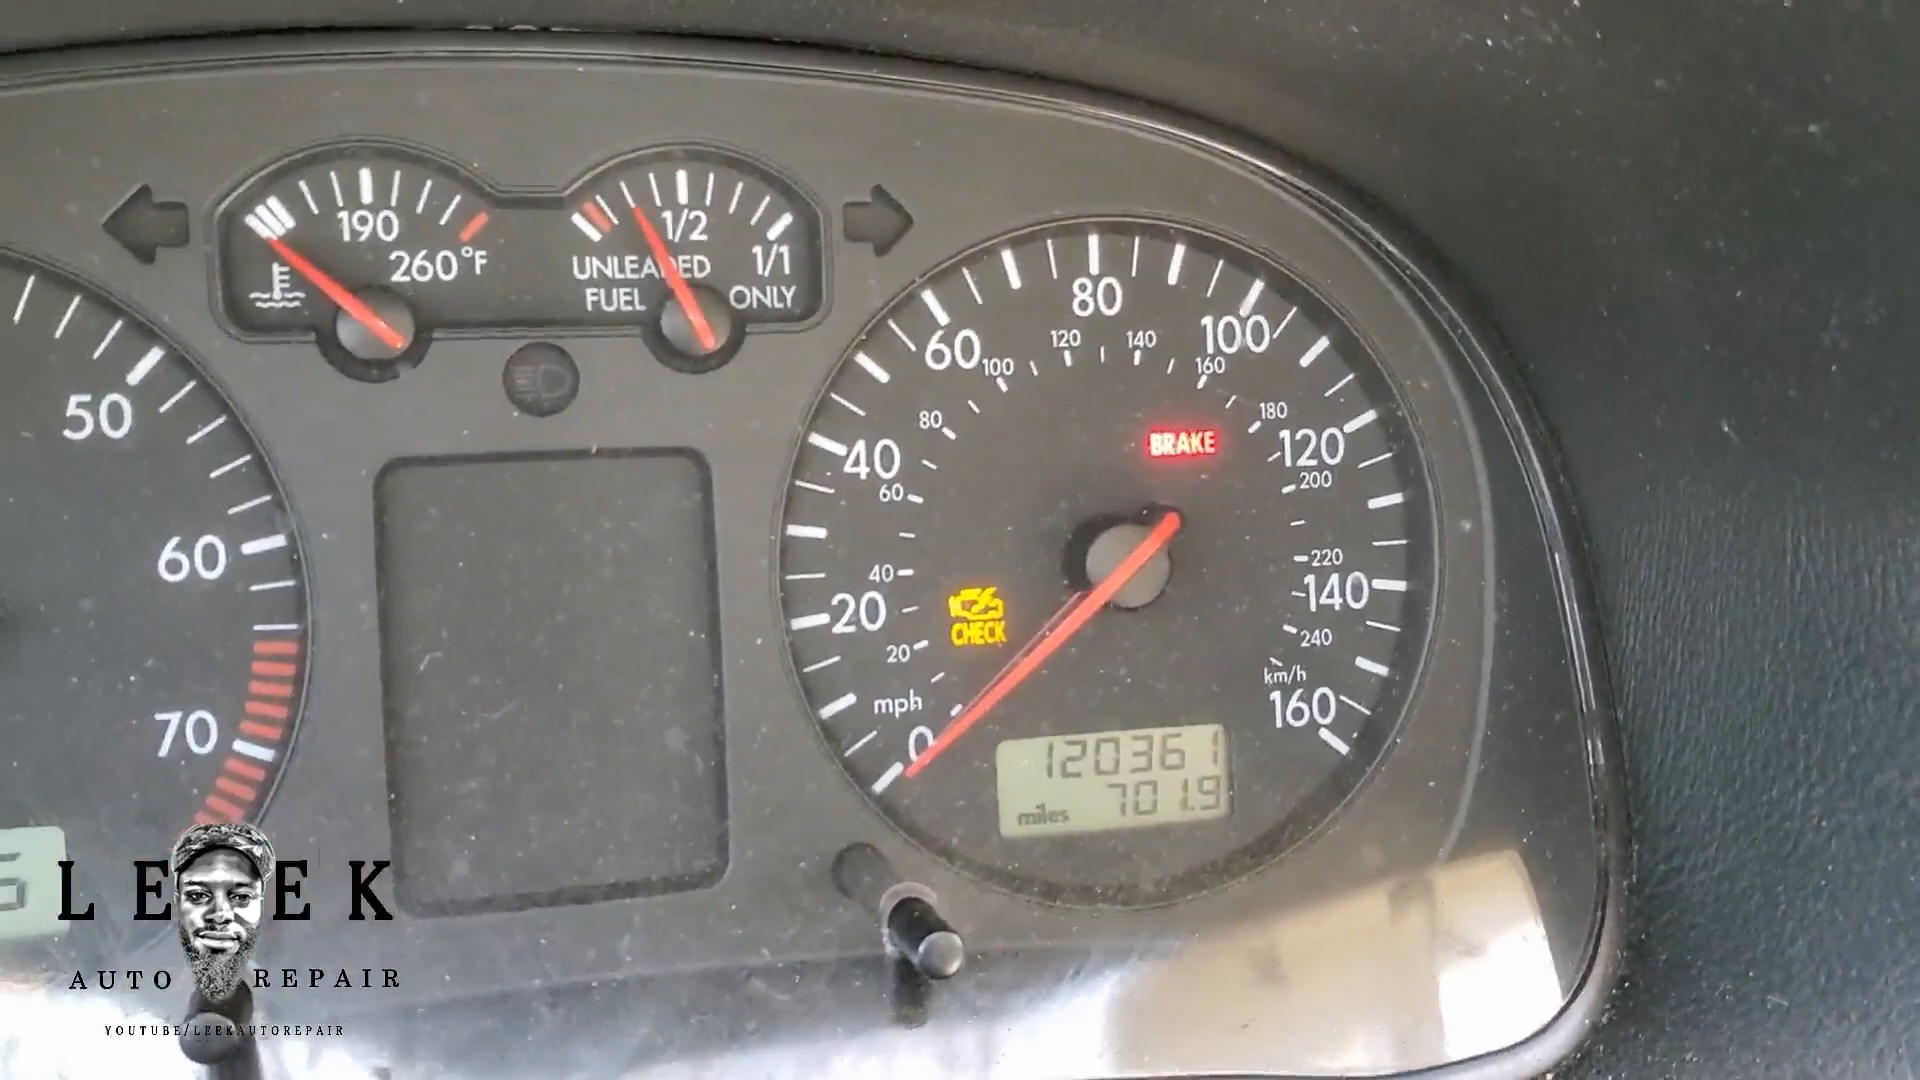 190
260°F
1/2
1/1
UNLEADED
FUEL
ONLY
50
60
70
0
20
40
60
80
100
120
140
160
mph
20
40
60
80
100
120
140
160
180
200
220
240
km/h
BRAKE
CHECK
120361
miles 701.9
LEEK
AUTO REPAIR
YOUTUBE/LEEKAUTOREPAIR